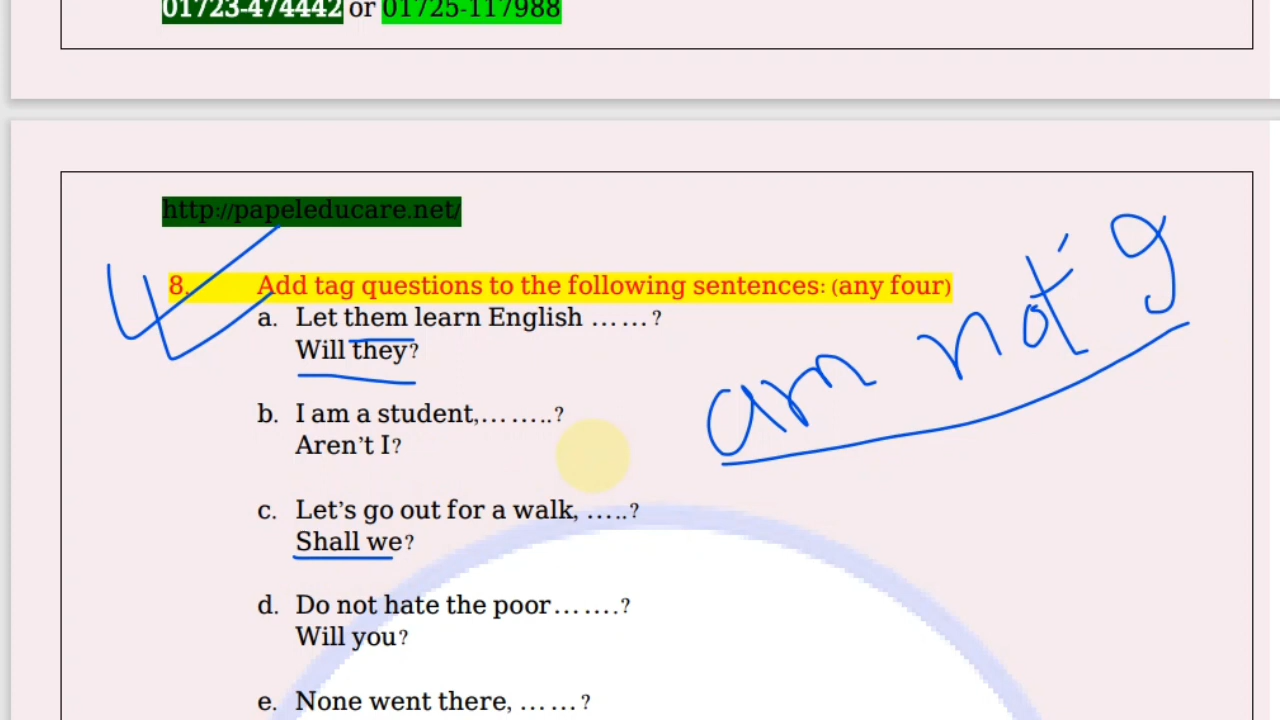 01723-474442 or 01725-117988
http://papeleducare.net/
8. Add tag questions to the following sentences: (any four)
a. Let them learn English ......?
Will they?
am not
b. I am a student,........?
Aren't I?
c. Let's go out for a walk, .....?
Shall we?
d. Do not hate the poor.......?
Will you?
e. None went there, ......?